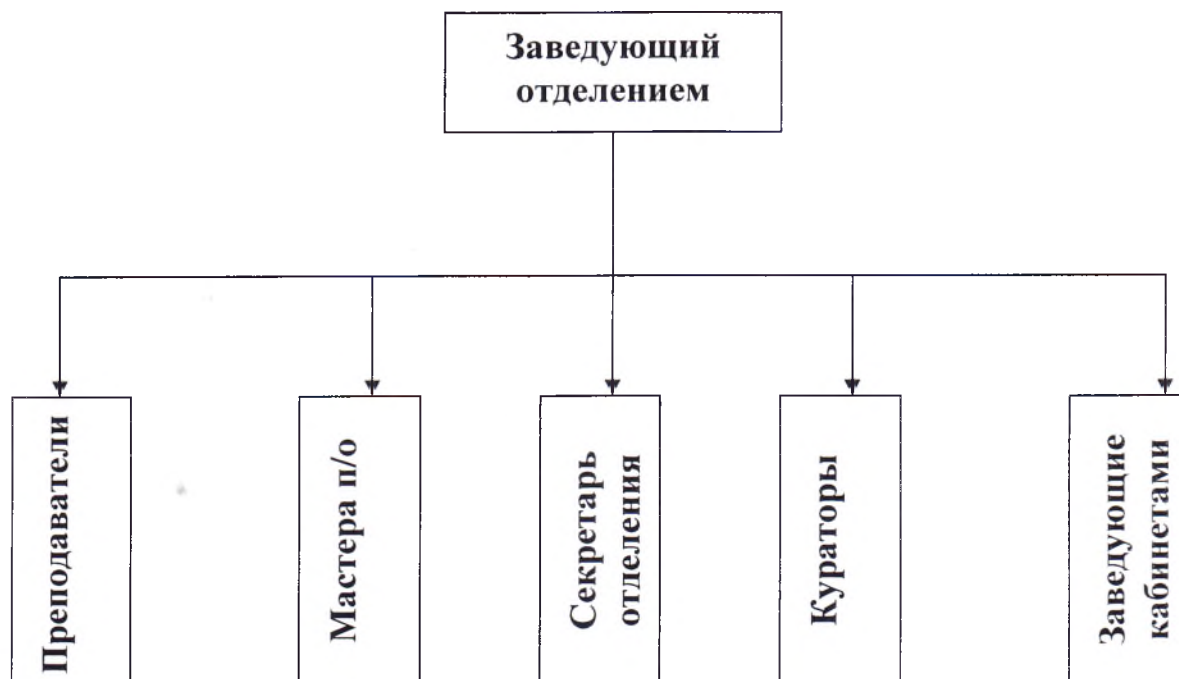 Заведующий
отделением
Преподаватели
Мастера п/о
Секретарь
отделения
Кураторы
Заведующие
кабинетами